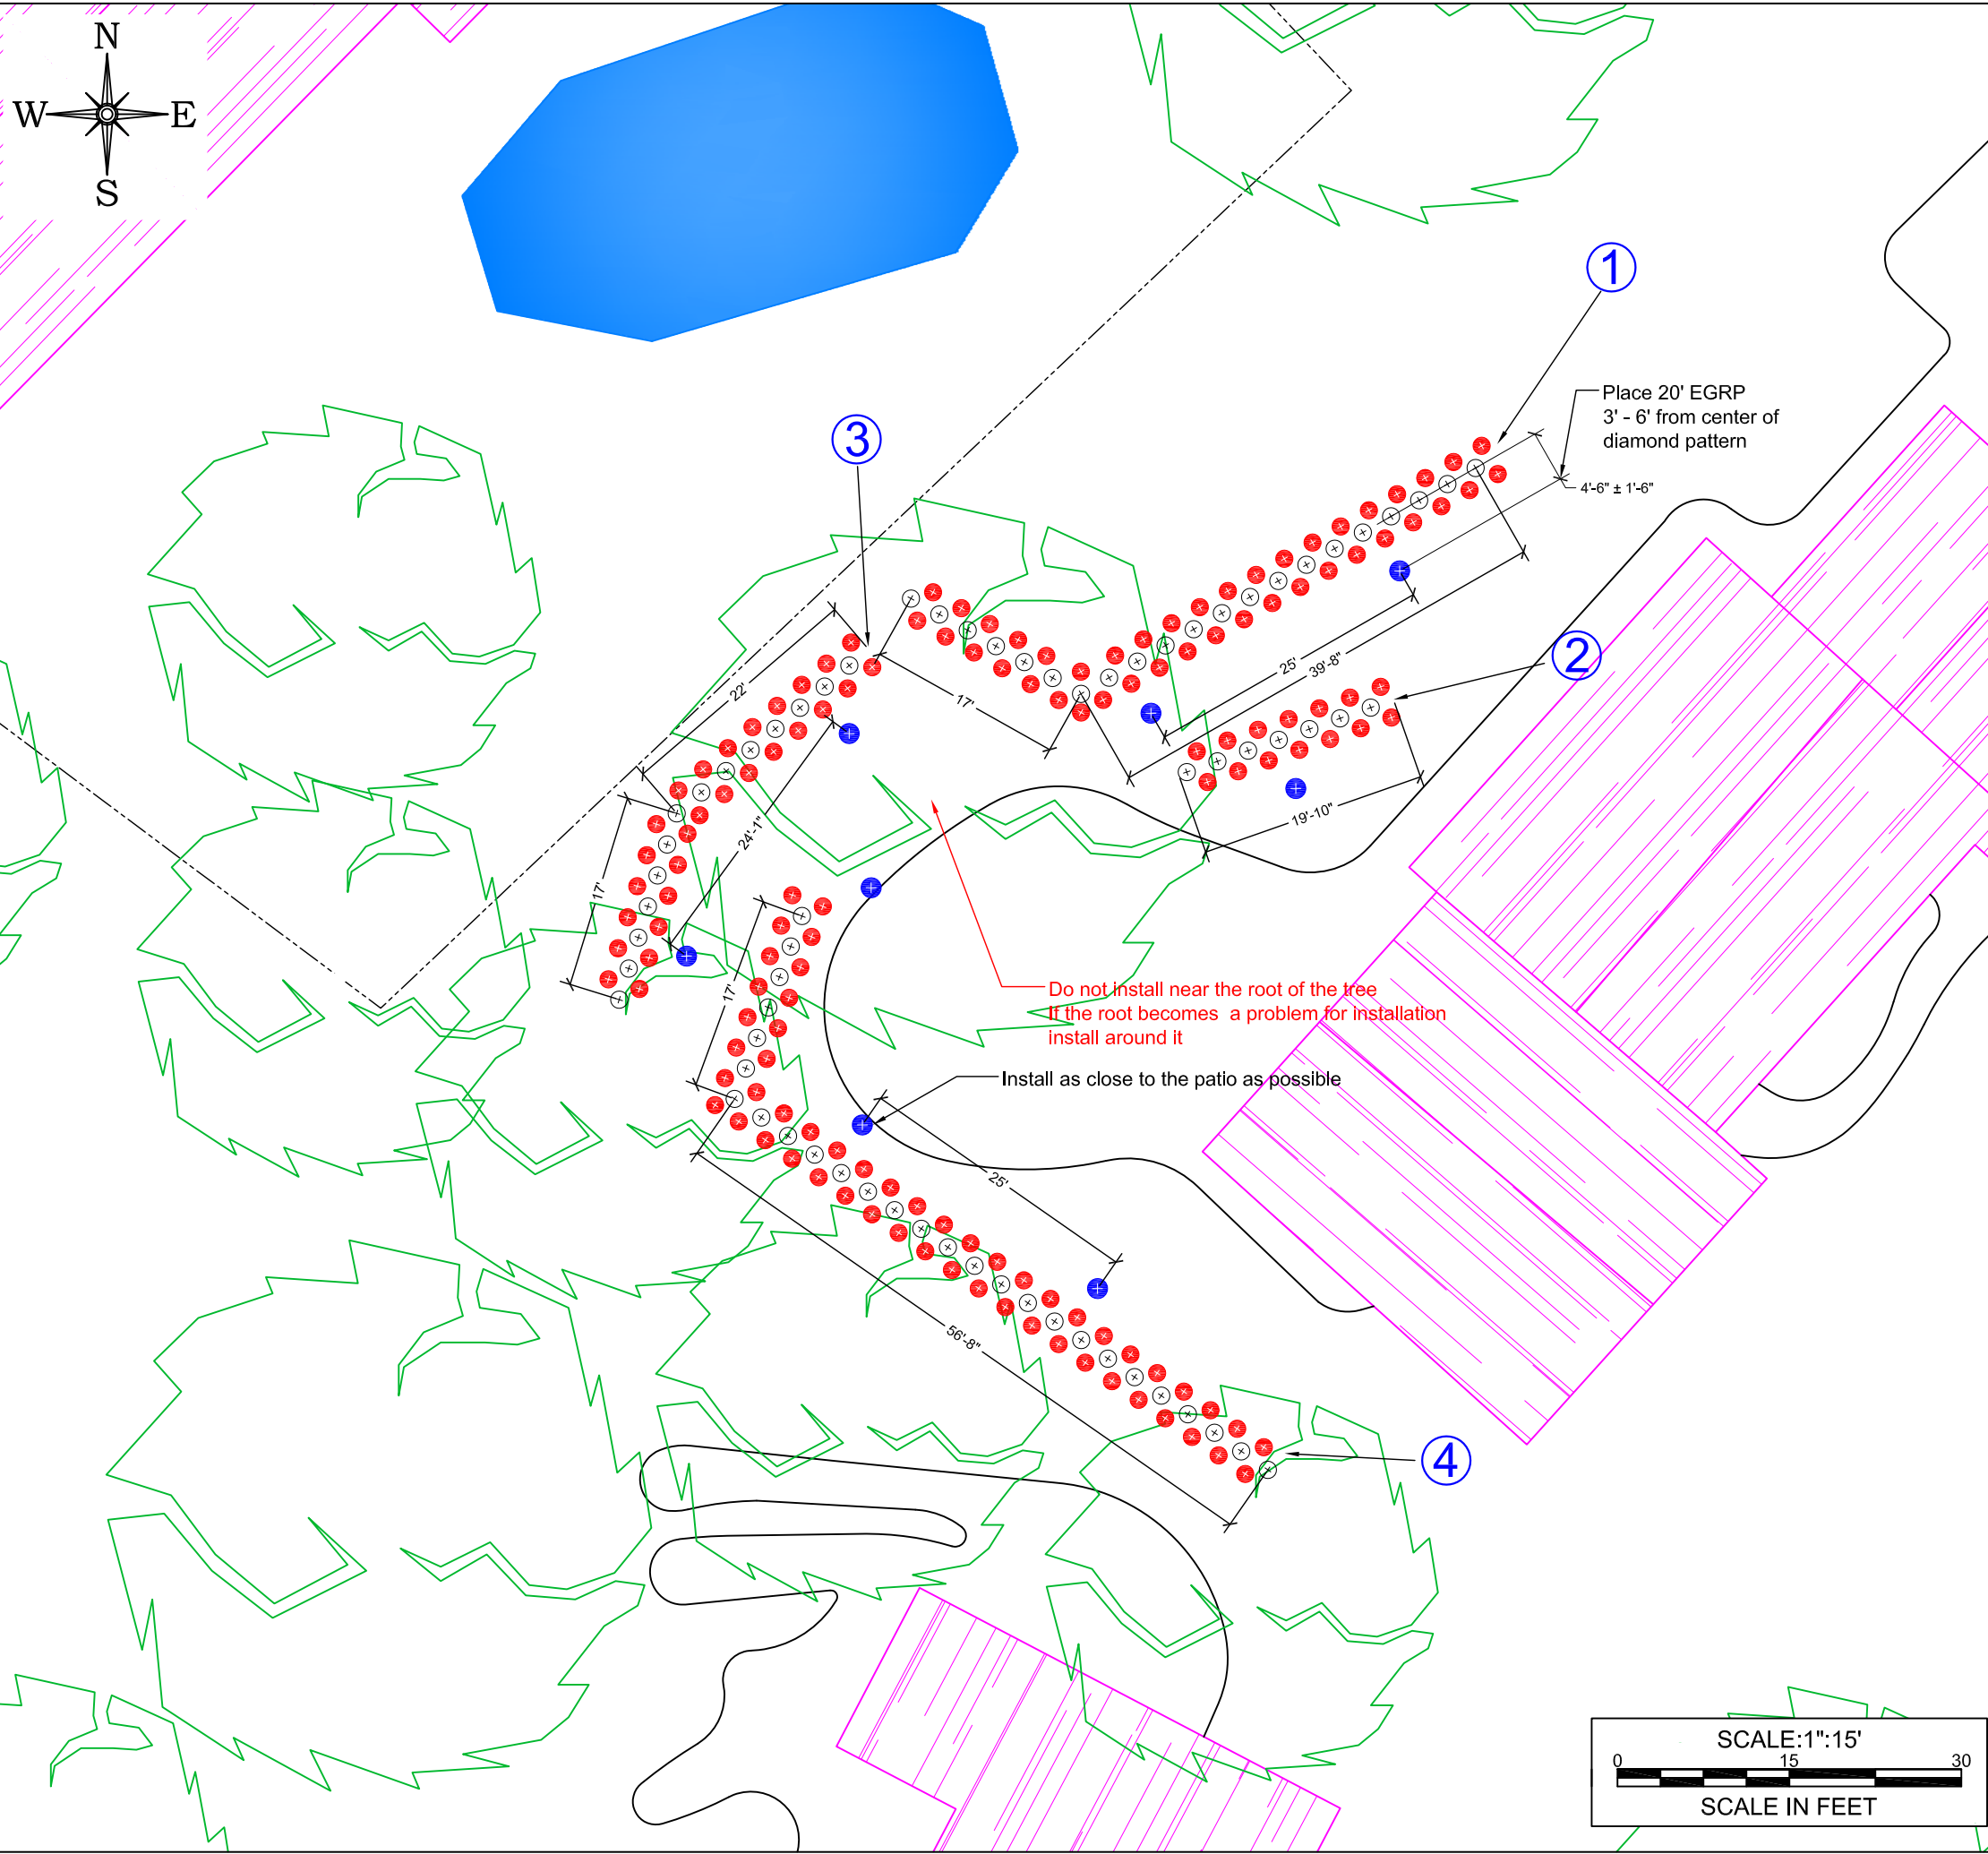 N
W E
S
1
Place 20' EGRP
3' - 6' from center of
diamond pattern
4'-6" ± 1'-6"
3
2
25'
39'-8"
22'
17'
19'-10"
24'-1"
17'
17'
Do not install near the root of the tree
If the root becomes a problem for installation
install around it
Install as close to the patio as possible
25'
56'-8"
4
SCALE:1":15'
0 15 30
SCALE IN FEET